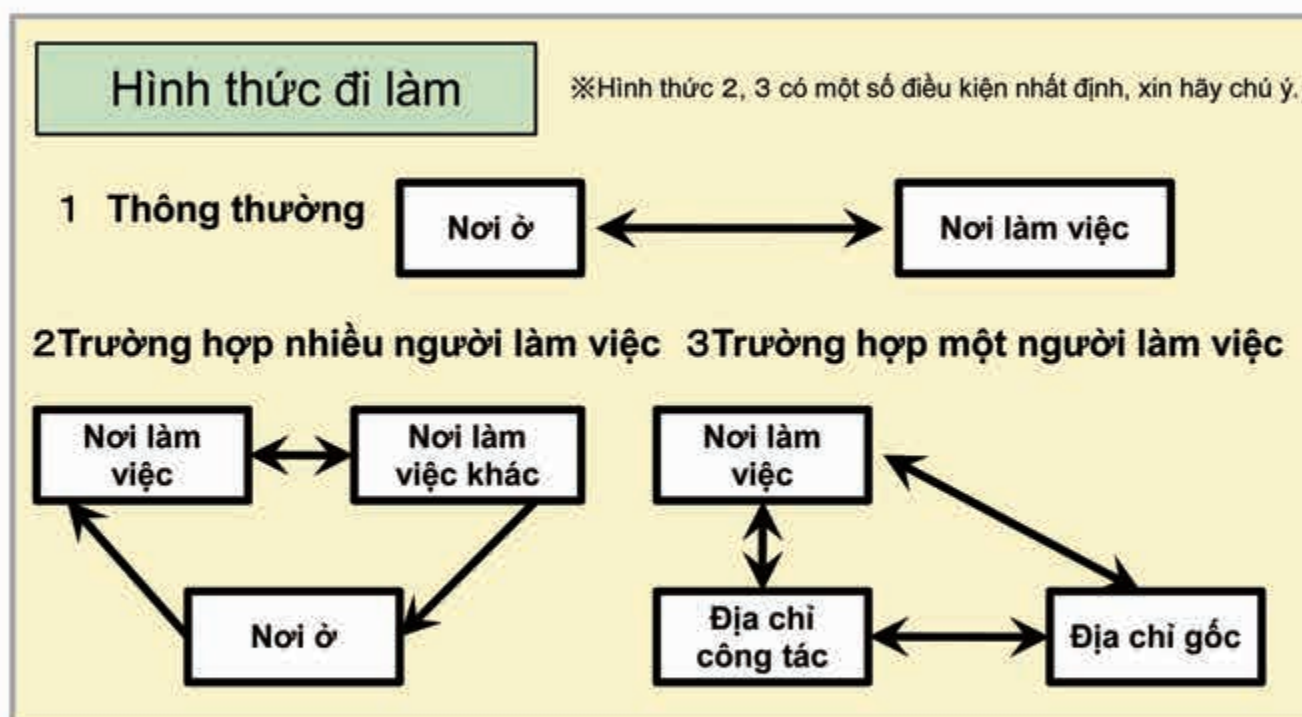 Hình thức đi làm
※Hình thức 2, 3 có một số điều kiện nhất định, xin hãy chú ý.
1 Thông thường
Nơi ở
Nơi làm việc
2Trường hợp nhiều người làm việc
3Trường hợp một người làm việc
Nơi làm
việc
Nơi làm
việc khác
Nơi ở
Nơi làm
việc
Địa chỉ
công tác
Địa chỉ gốc